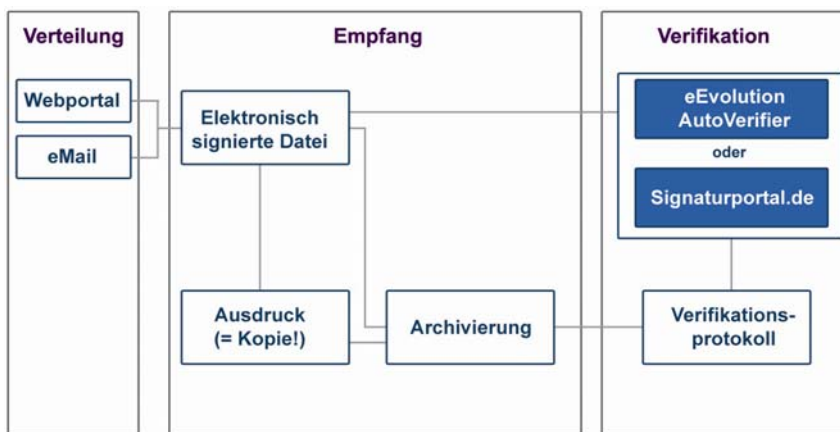 Verteilung
Empfang
Verifikation
Webportal
eMail
Elektronisch
signierte Datei
eEvolution
AutoVerifier
oder
Signaturportal.de
Ausdruck
(= Kopie!)
Archivierung
Verifikations-
protokoll